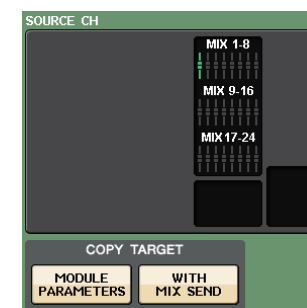 SOURCE CH
MIX 1-8
MIX 9-16
MIX 17-24
COPY TARGET
MODULE
PARAMETERS
WITH
MIX SEND